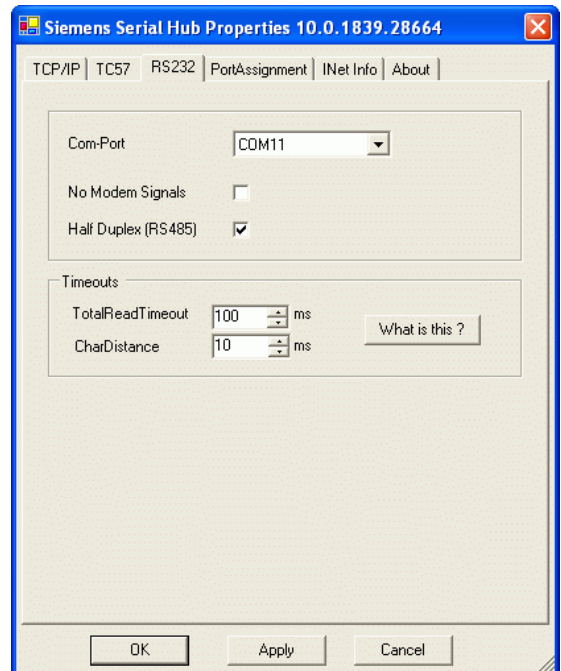 Siemens Serial Hub Properties 10.0.1839.28664
TCP/IP TC57 RS232 PortAssignment INet Info About
Com-Port COM11
No Modem Signals
Half Duplex (RS485)
Timeouts
TotalReadTimeout 100 ms
What is this ?
CharDistance 10 ms
OK Apply Cancel